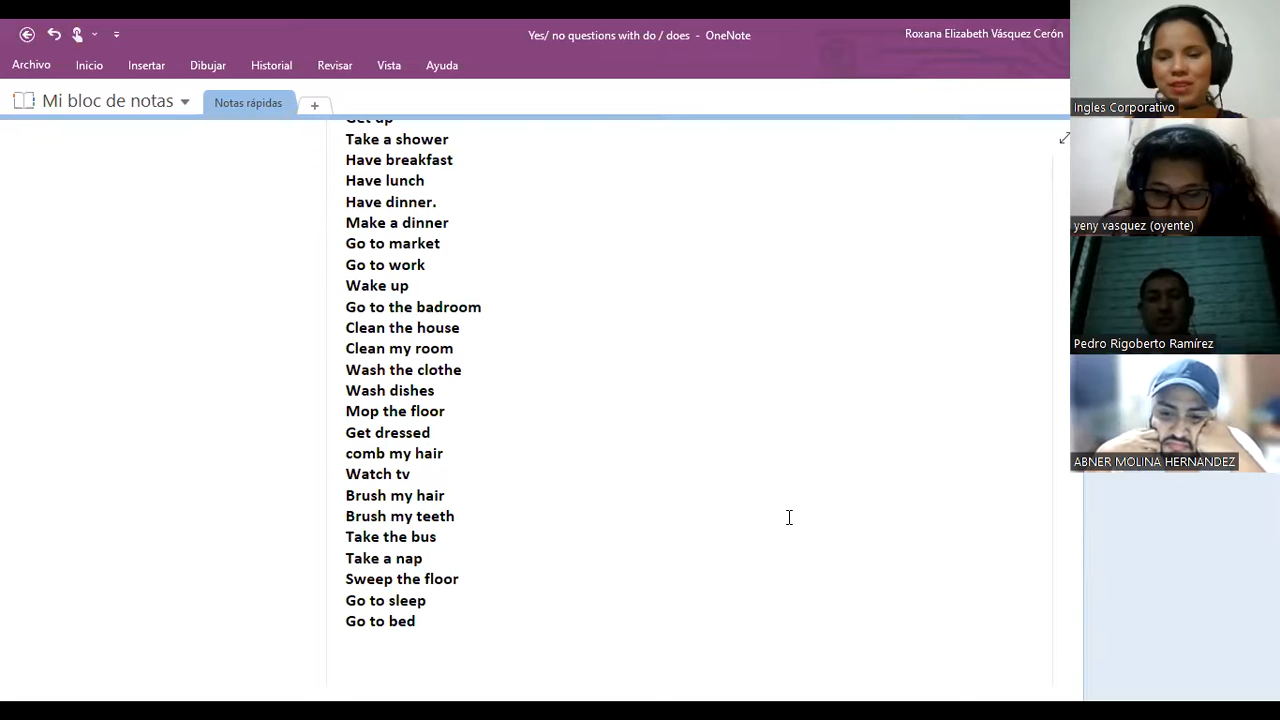 Yes/ no questions with do / does - OneNote
Roxana Elizabeth Vásquez Cerón
Archivo Inicio Insertar Dibujar Historial Revisar Vista Ayuda
Mi bloc de notas
Notas rápidas
+
Get up
Take a shower
Have breakfast
Have lunch
Have dinner.
Make a dinner
Go to market
Go to work
Wake up
Go to the badroom
Clean the house
Clean my room
Wash the clothe
Wash dishes
Mop the floor
Get dressed
comb my hair
Watch tv
Brush my hair
Brush my teeth
Take the bus
Take a nap
Sweep the floor
Go to sleep
Go to bed
Ingles Corporativo
yeny vasquez (oyente)
Pedro Rigoberto Ramírez
ABNER MOLINA HERNANDEZ